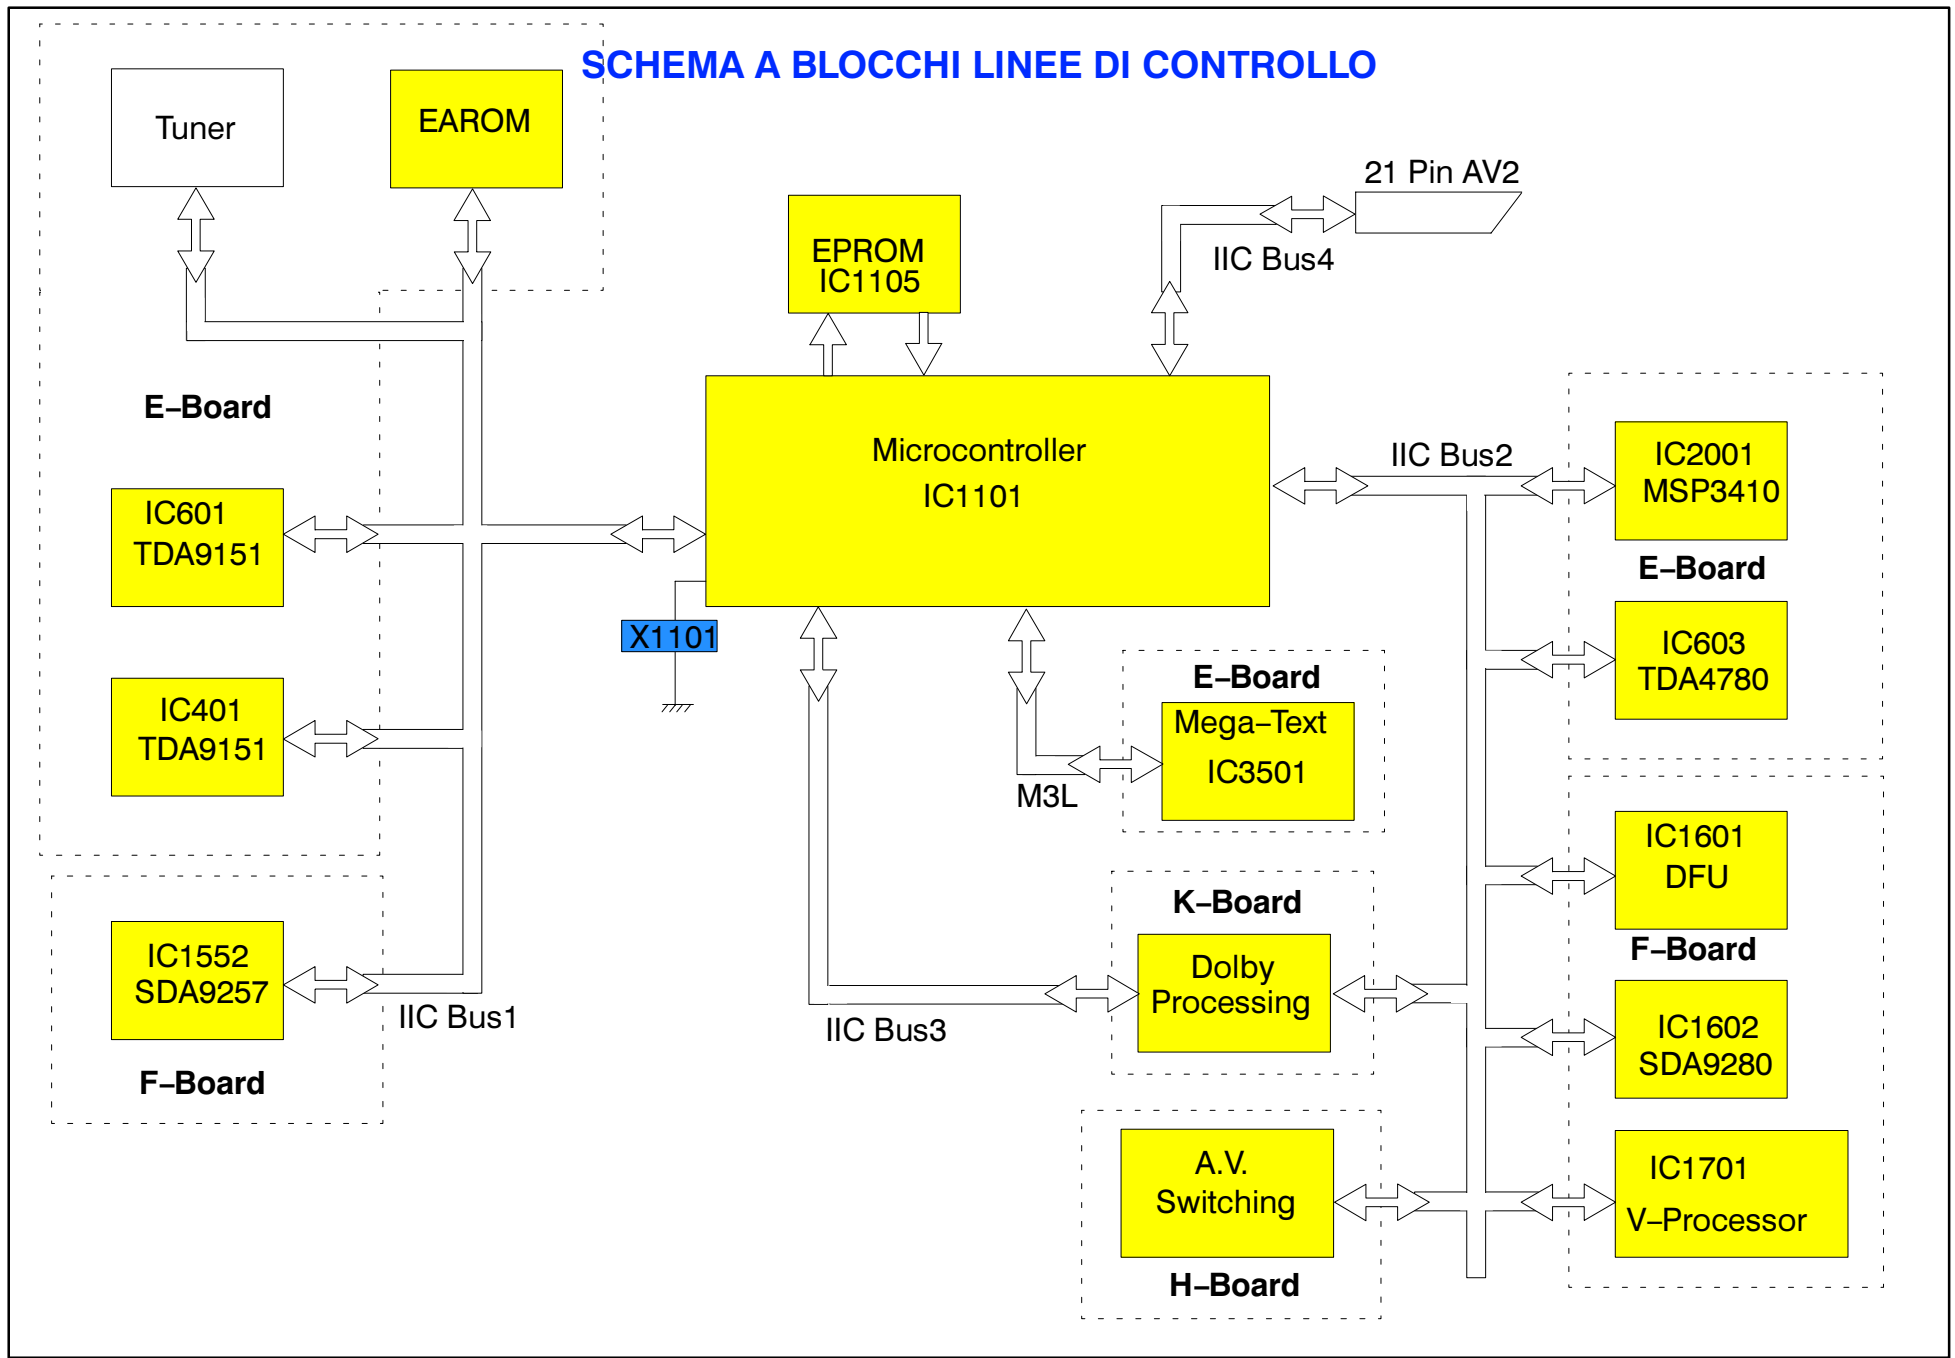 SCHEMA A BLOCCHI LINEE DI CONTROLLO
Tuner
EAROM
21 Pin AV2
EPROM
IC1105
IIC Bus4
E–Board
Microcontroller
IC1101
IIC Bus2
IC2001
MSP3410
E–Board
IC601
TDA9151
X1101
IC603
TDA4780
E–Board
Mega–Text
IC3501
M3L
IC401
TDA9151
IC1601
DFU
F–Board
K–Board
Dolby
Processing
IC1552
SDA9257
IIC Bus1
IIC Bus3
F–Board
IC1602
SDA9280
A.V.
Switching
H–Board
IC1701
V–Processor